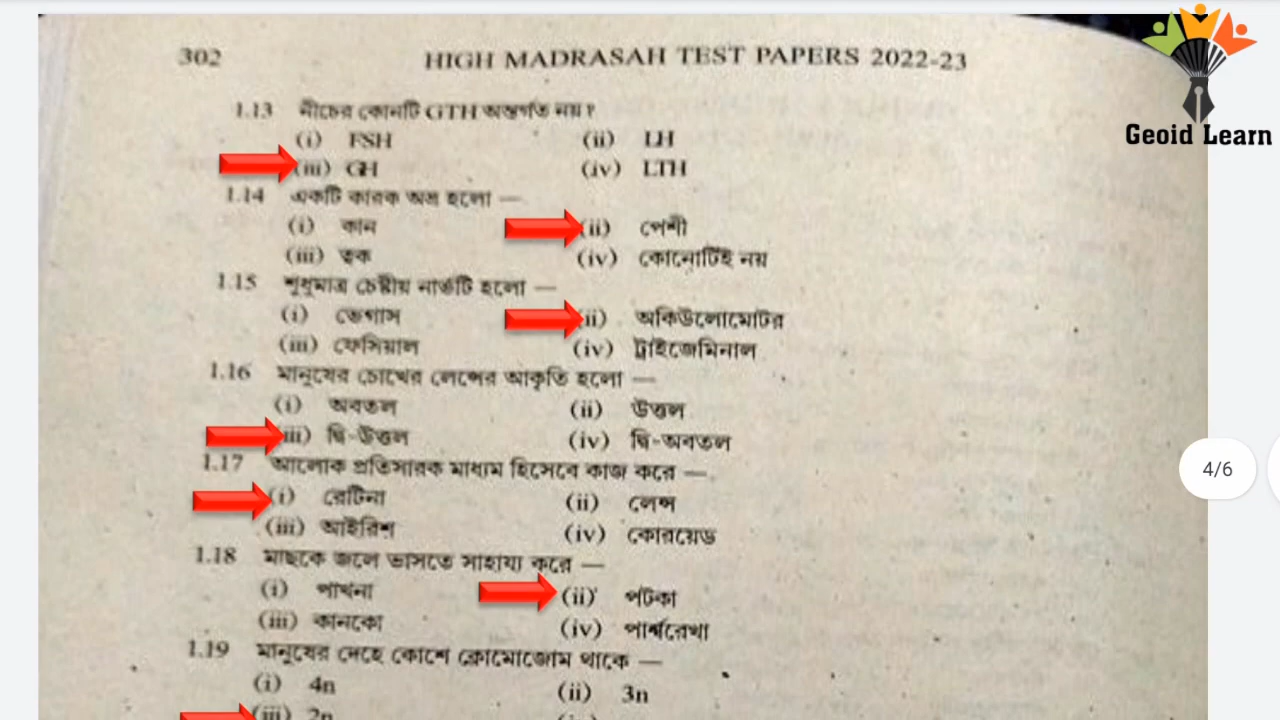 302 HIGH MADRASAH TEST PAPERS 2022-23
Geoid Learn
1.13 নীচের কোনটি GTH অন্তর্গত নয়?
(i) FSH (ii) LH
(iii) GH (iv) LTH
1.14 একটি কারক অঙ্গ হলো —
(i) কান (ii) পেশী
(iii) ত্বক (iv) কোনোটিই নয়
1.15 শুধুমাত্র চেষ্টীয় নার্ভটি হলো —
(i) ভেগাস (ii) অকিউলোমোটর
(iii) ফেসিয়াল (iv) ট্রাইজেমিনাল
1.16 মানুষের চোখের লেন্সের আকৃতি হলো —
(i) অবতল (ii) উত্তল
(iii) দ্বি-উত্তল (iv) দ্বি-অবতল
1.17 আলোক প্রতিসারক মাধ্যম হিসেবে কাজ করে —
(i) রেটিনা (ii) লেন্স
(iii) আইরিশ (iv) কোরয়েড
1.18 মাছকে জলে ভাসতে সাহায্য করে —
(i) পাখনা (ii) পটকা
(iii) কানকো (iv) পার্শ্বরেখা
1.19 মানুষের দেহে কোশে ক্রোমোজোম থাকে —
(i) 4n (ii) 3n
(iii) 2n
4/6